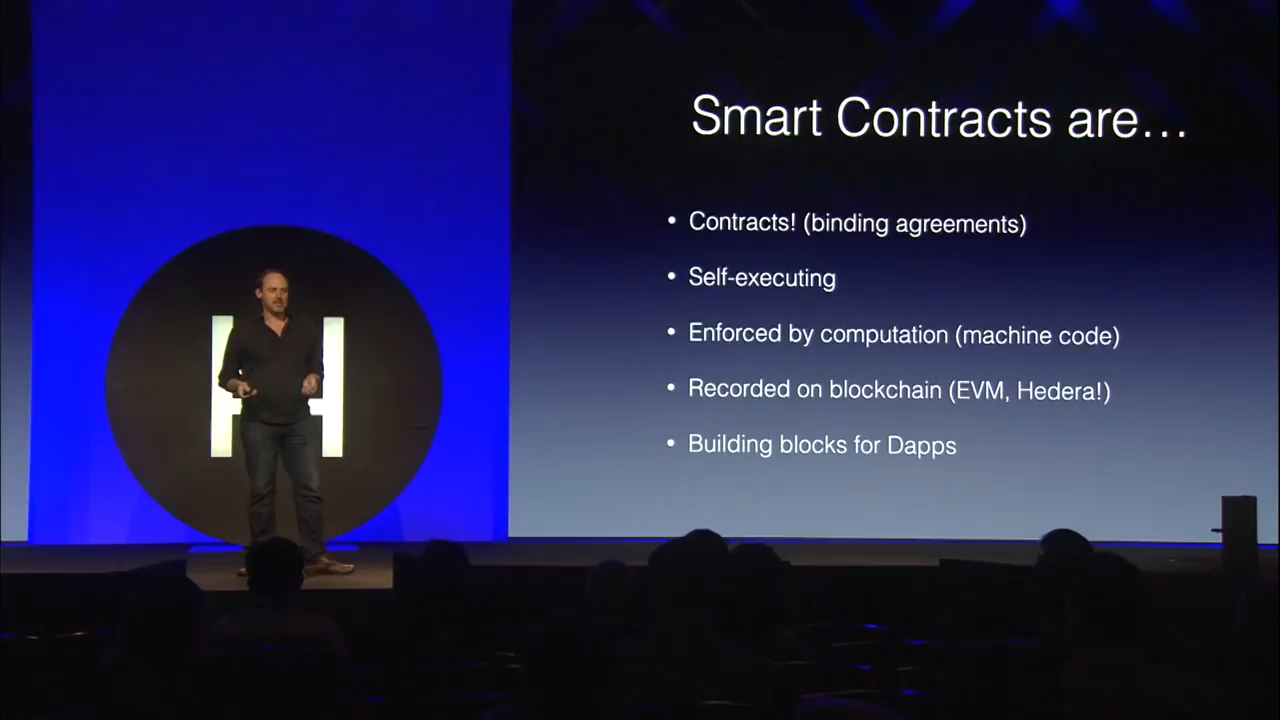 Smart Contracts are…
• Contracts! (binding agreements)
• Self-executing
• Enforced by computation (machine code)
• Recorded on blockchain (EVM, Hedera!)
• Building blocks for Dapps
H